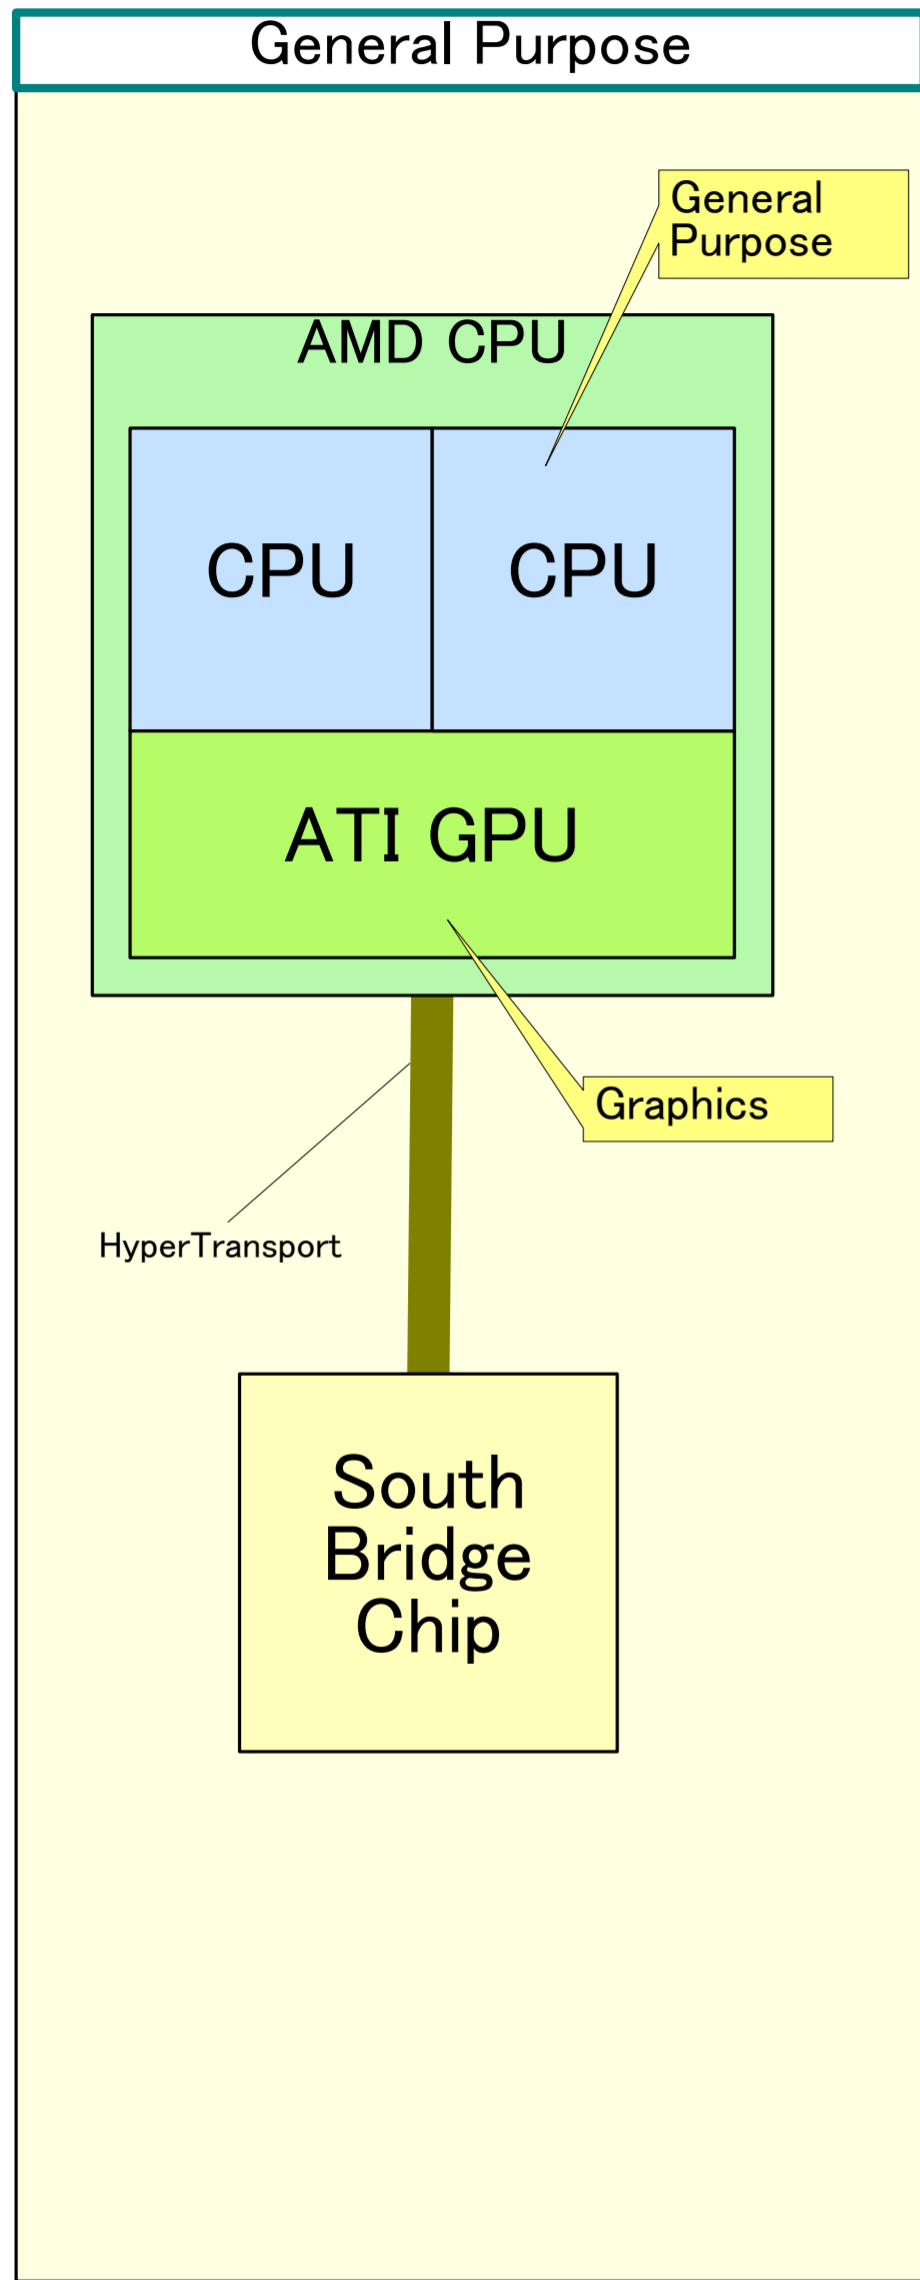 General Purpose
General
Purpose
AMD CPU
CPU
CPU
ATI GPU
Graphics
HyperTransport
South
Bridge
Chip